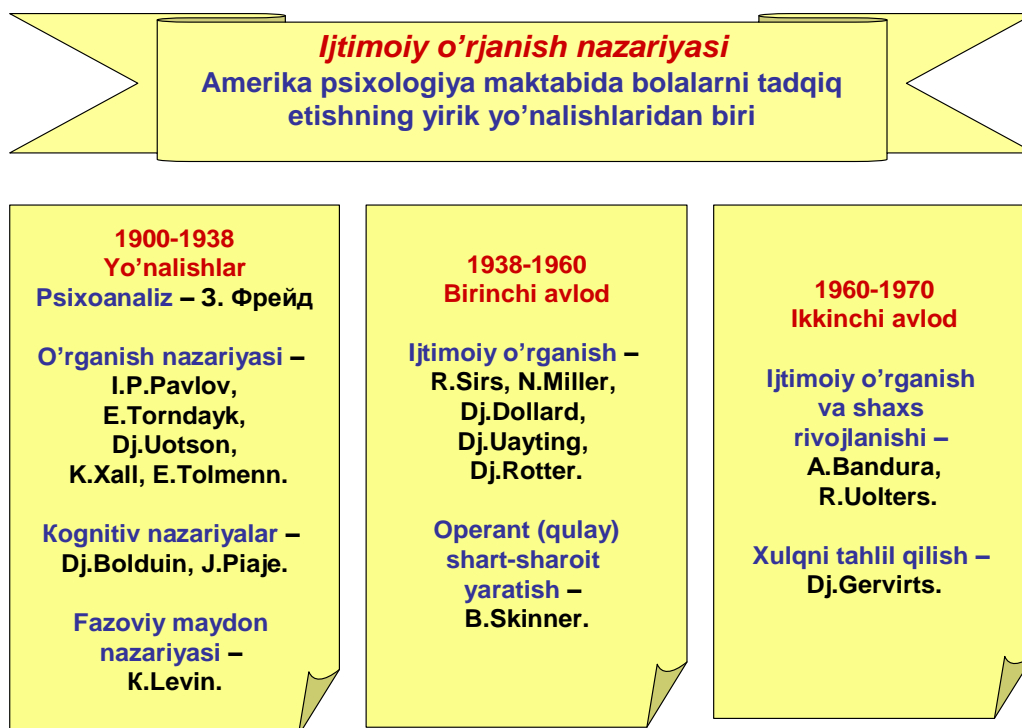 Ijtimoiy o’rjanish nazariyasi
Amerika psixologiya maktabida bolalarni tadqiq
etishning yirik yo’nalishlaridan biri
1900-1938
Yo’nalishlar
Psixoanaliz – З. Фрейд
O’rganish nazariyasi –
I.P.Pavlov,
E.Torndayk,
Dj.Uotson,
K.Xall, E.Tolmenn.
Кognitiv nazariyalar –
Dj.Bolduin, J.Piaje.
Fazoviy maydon
nazariyasi –
К.Levin.
1938-1960
Birinchi avlod
Ijtimoiy o’rganish –
R.Sirs, N.Miller,
Dj.Dollard,
Dj.Uayting,
Dj.Rotter.
Operant (qulay)
shart-sharoit
yaratish –
B.Skinner.
1960-1970
Ikkinchi avlod
Ijtimoiy o’rganish
va shaxs
rivojlanishi –
A.Bandura,
R.Uolters.
Xulqni tahlil qilish –
Dj.Gervirts.